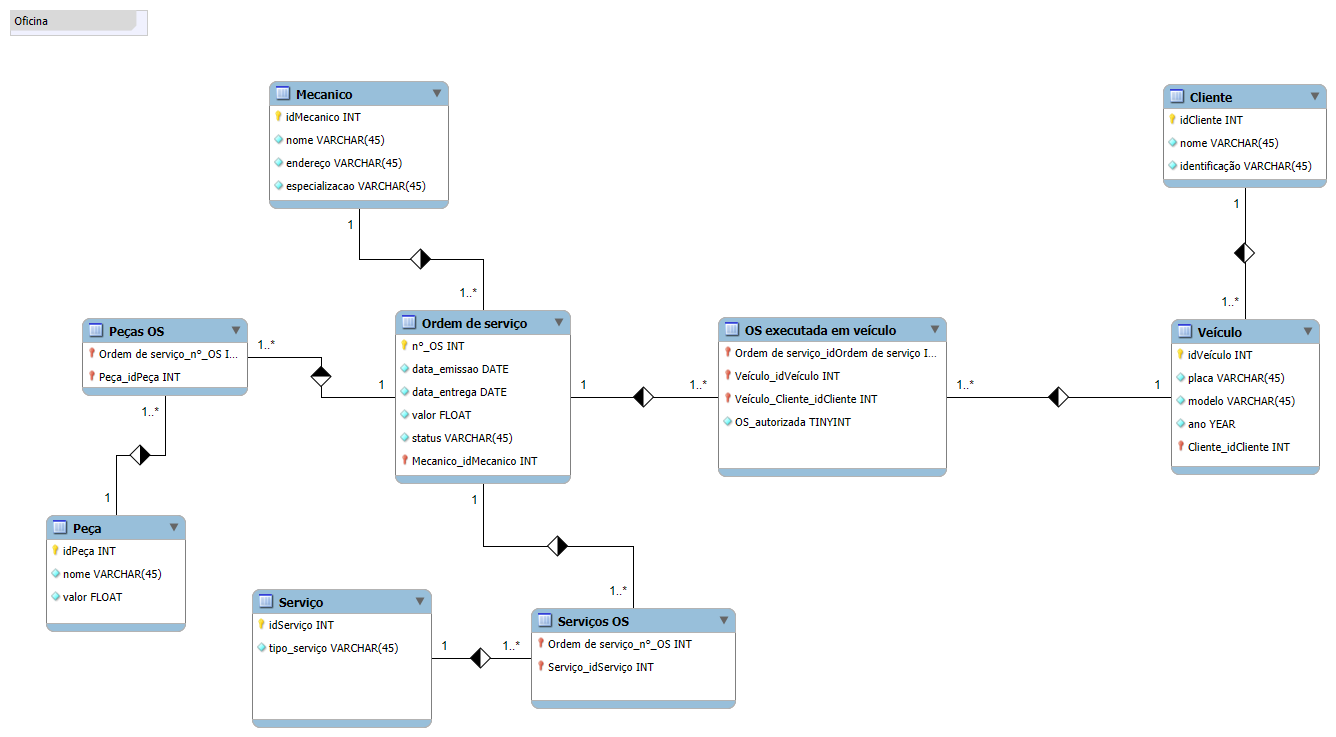 Oficina
Mecanico
idMecanico INT
nome VARCHAR(45)
endereço VARCHAR(45)
especializacao VARCHAR(45)
1
1..*
Cliente
idCliente INT
nome VARCHAR(45)
identificação VARCHAR(45)
1
1..*
Peças OS
Ordem de serviço_n°_OS I...
Peça_idPeça INT
1..*
1
1..*
1
Ordem de serviço
n°_OS INT
data_emissao DATE
data_entrega DATE
valor FLOAT
status VARCHAR(45)
Mecanico_idMecanico INT
1
1..*
OS executada em veículo
Ordem de serviço_idOrdem de serviço I...
Veículo_idVeículo INT
Veículo_Cliente_idCliente INT
OS_autorizada TINYINT
1..*
1
Veículo
idVeículo INT
placa VARCHAR(45)
modelo VARCHAR(45)
ano YEAR
Cliente_idCliente INT
Peça
idPeça INT
nome VARCHAR(45)
valor FLOAT
1
1..*
Serviço
idServiço INT
tipo_serviço VARCHAR(45)
1
1..*
Serviços OS
Ordem de serviço_n°_OS INT
Serviço_idServiço INT